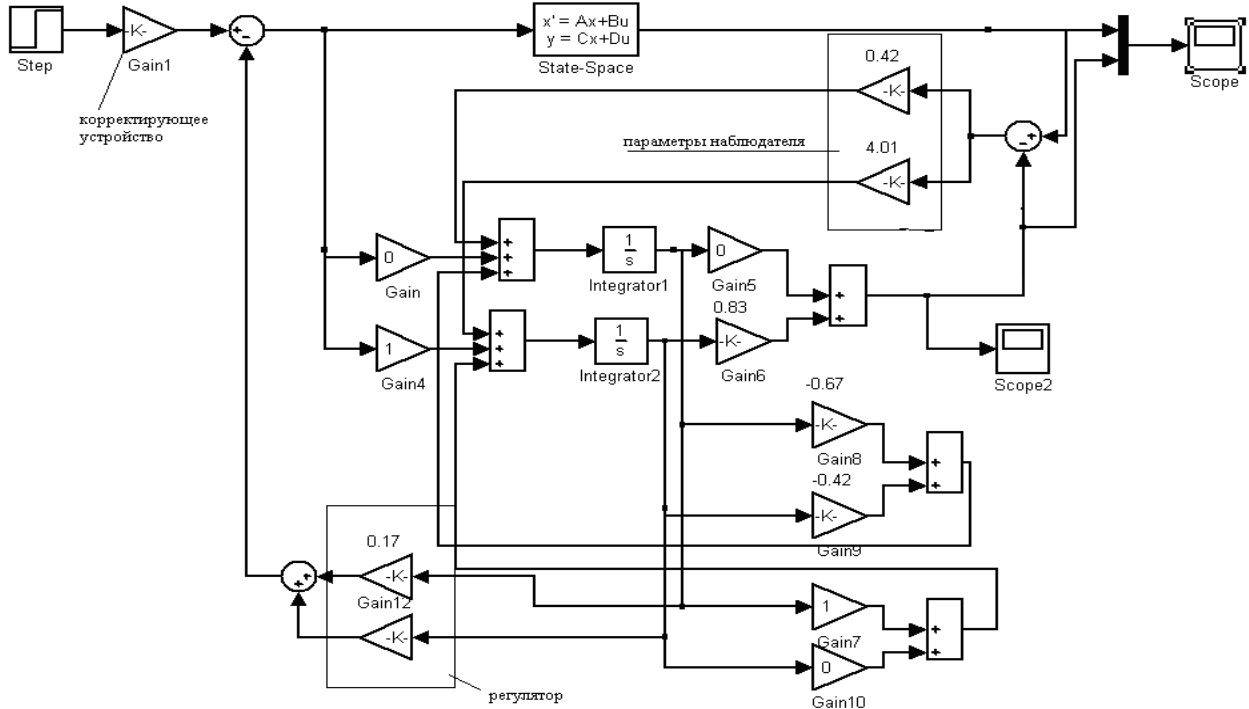 Step
-K-
Gain1
+
-
x' = Ax+Bu
y = Cx+Du
State-Space
Scope
корректирующее
устройство
0.42
-K-
параметры наблюдателя
4.01
-K-
+
-
0
Gain
+
+
+
1
s
Integrator1
0
Gain5
+
+
1
Gain4
+
+
+
1
s
Integrator2
0.83
-K-
Gain6
Scope2
-0.67
-K-
Gain8
+
+
-0.42
-K-
Gain9
0.17
-K-
Gain12
+
+
-K-
1
Gain7
+
+
0
Gain10
регулятор